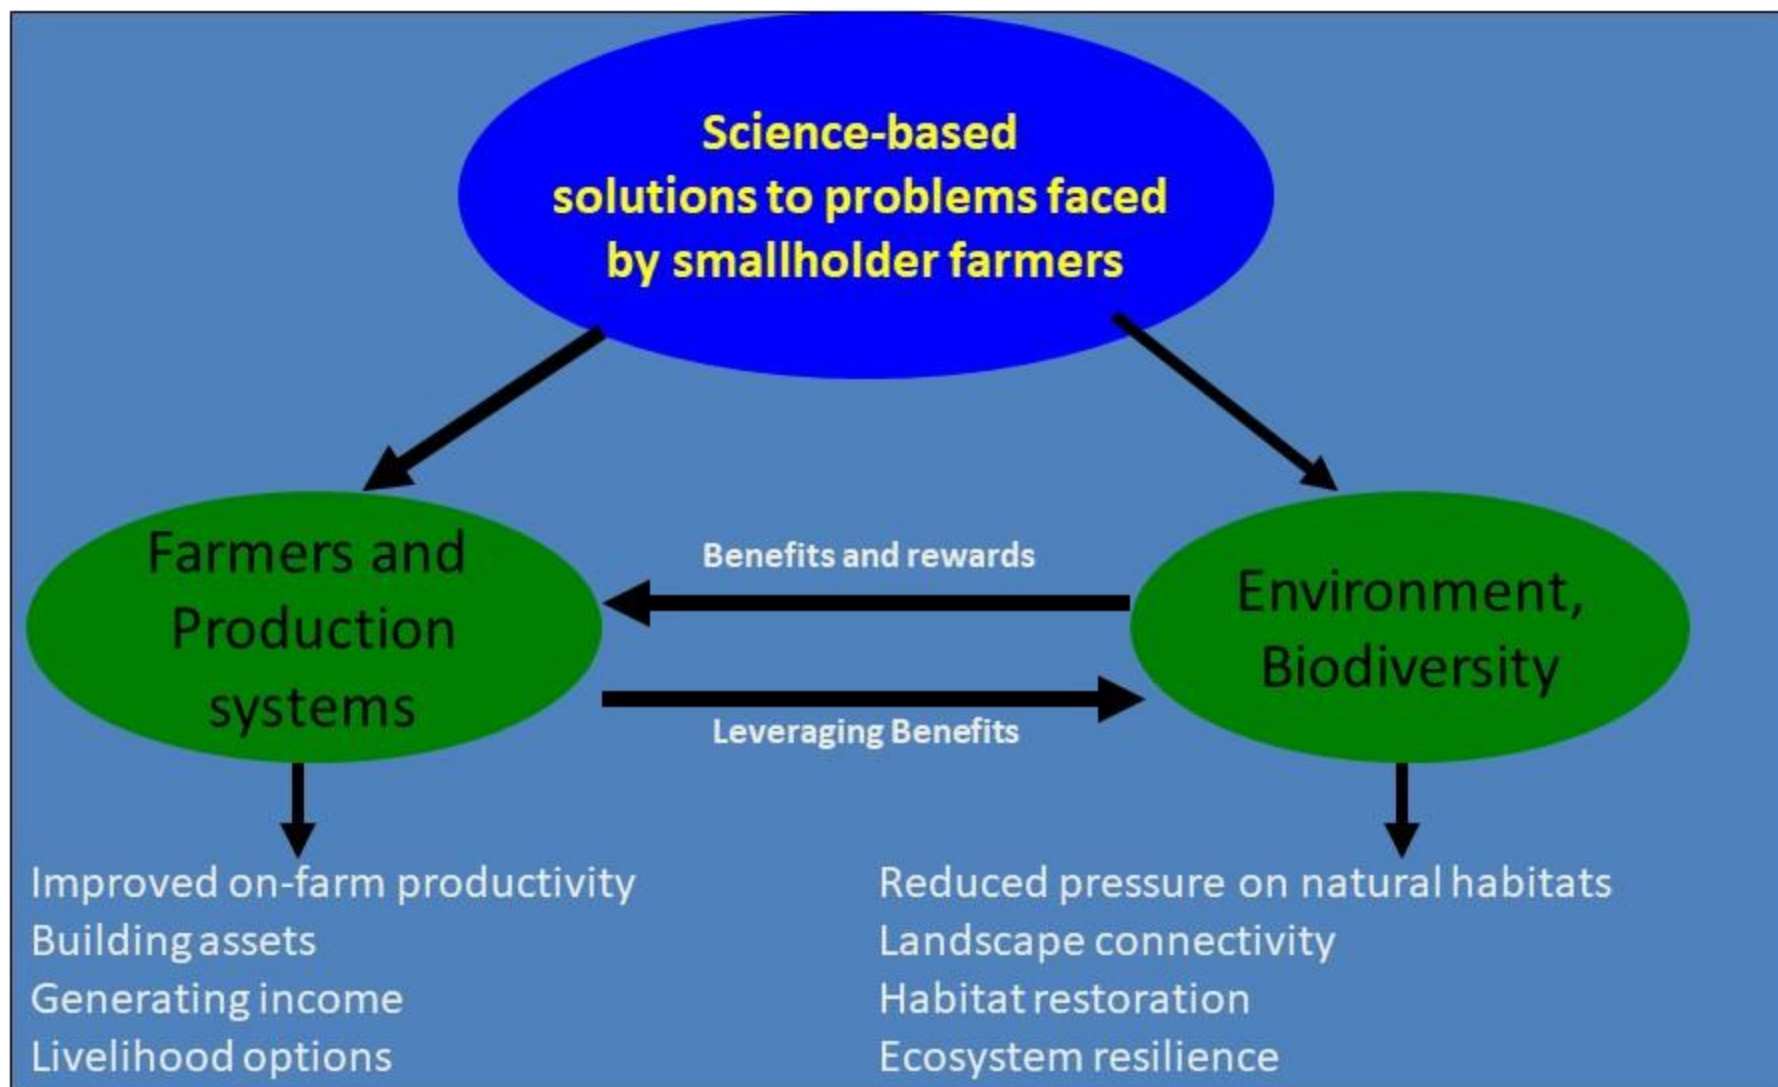 Science-based
solutions to problems faced
by smallholder farmers
Farmers and
Production
systems
Benefits and rewards
Leveraging Benefits
Environment,
Biodiversity
Improved on-farm productivity
Building assets
Generating income
Livelihood options
Reduced pressure on natural habitats
Landscape connectivity
Habitat restoration
Ecosystem resilience